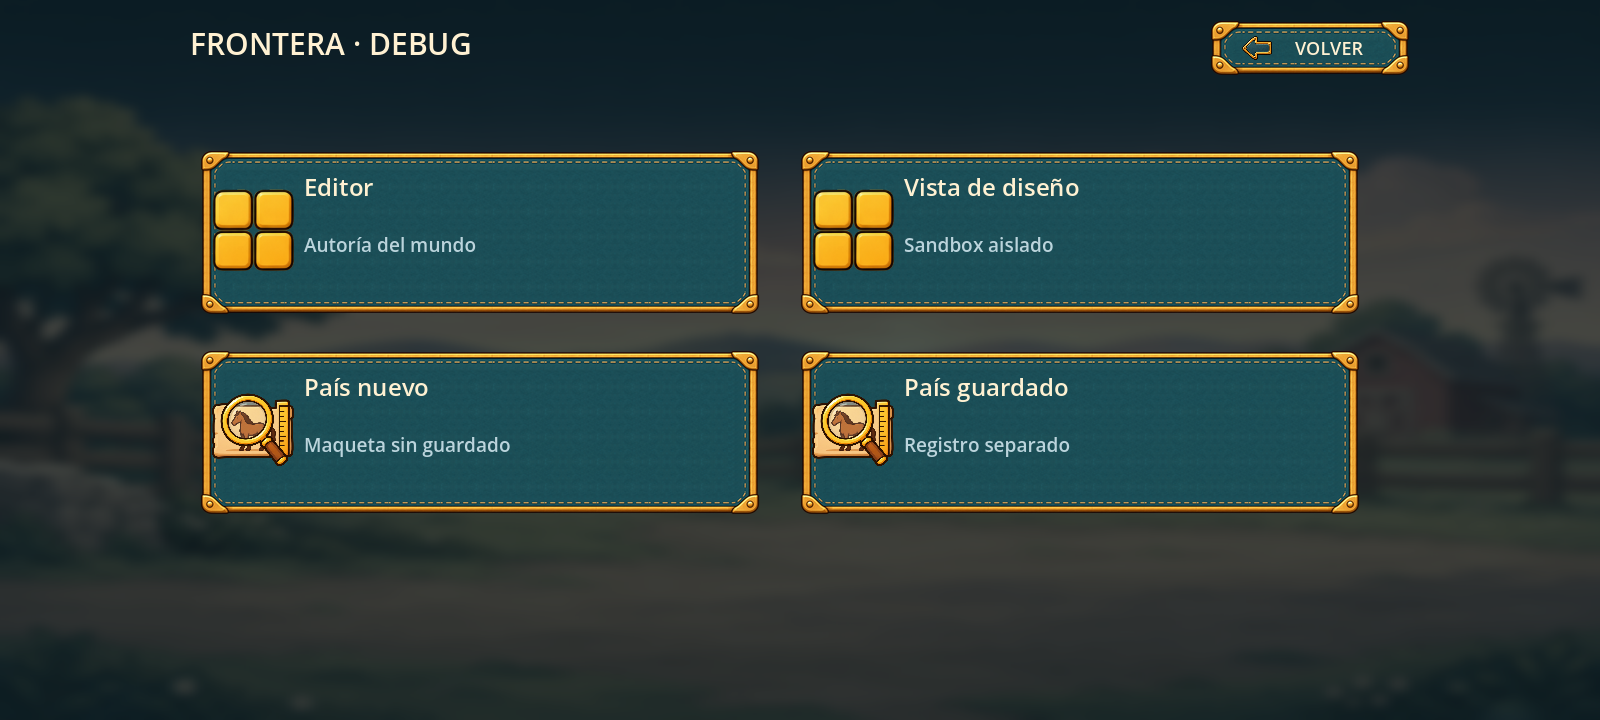 FRONTERA · DEBUG
VOLVER
Editor
Autoría del mundo
Vista de diseño
Sandbox aislado
País nuevo
Maqueta sin guardado
País guardado
Registro separado